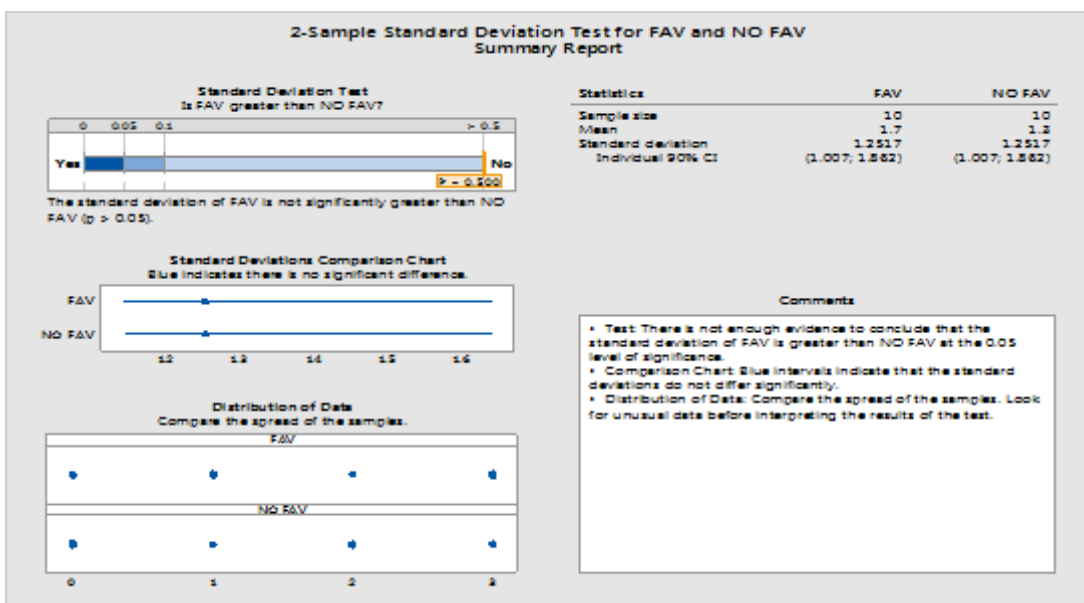 2-Sample Standard Deviation Test for FAV and NO FAV
Summary Report
Standard Deviation Test
Is FAV greater than NO FAV?
0 0.05 0.1 > 0.5
Yes No
P = 0.500
The standard deviation of FAV is not significantly greater than NO
FAV (p > 0.05).
Statistics FAV NO FAV
Sample size 10 10
Mean 1.7 1.3
Standard deviation 1.2517 1.2517
Individual 90% CI (1.007; 1.862) (1.007; 1.862)
Standard Deviations Comparison Chart
Blue indicates there is no significant difference.
FAV
NO FAV
1.2 1.3 1.4 1.5 1.6
Distribution of Data
Compare the spread of the samples.
FAV
NO FAV
0 1 2 3
Comments
• Test: There is not enough evidence to conclude that the
standard deviation of FAV is greater than NO FAV at the 0.05
level of significance.
• Comparison Chart: Blue intervals indicate that the standard
deviations do not differ significantly.
• Distribution of Data: Compare the spread of the samples. Look
for unusual data before interpreting the results of the test.